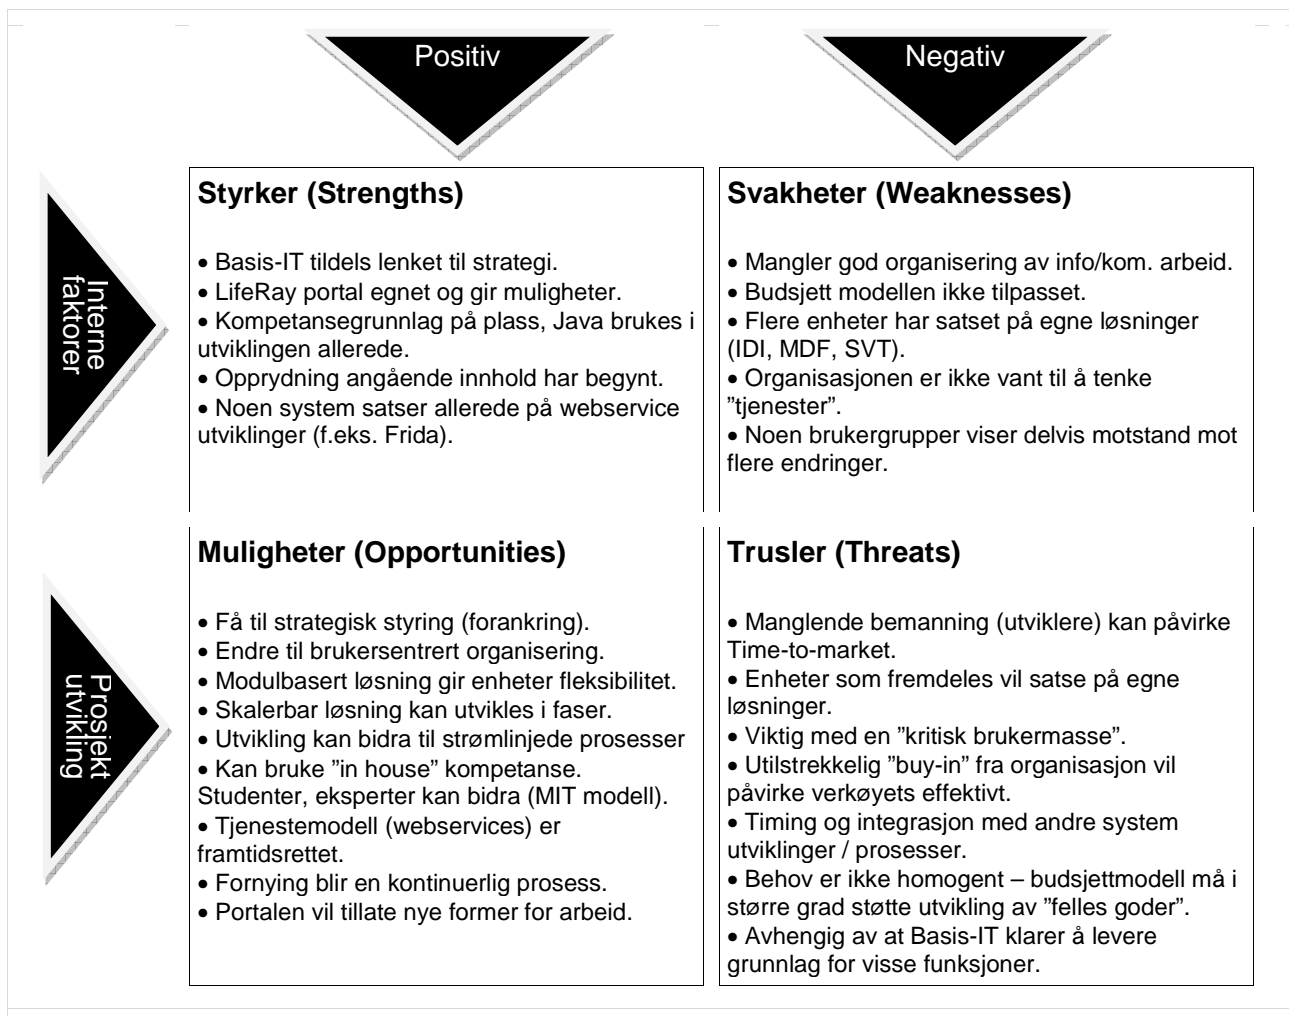 Positiv
Negativ
Interne
faktorer
Styrker (Strengths)
• Basis-IT tildels lenket til strategi.
• LifeRay portal egnet og gir muligheter.
• Kompetansegrunnlag på plass, Java brukes i
utviklingen allerede.
• Opprydning angående innhold har begynt.
• Noen system satser allerede på webservice
utviklinger (f.eks. Frida).
Svakheter (Weaknesses)
• Mangler god organisering av info/kom. arbeid.
• Budsjett modellen ikke tilpasset.
• Flere enheter har satset på egne løsninger
(IDI, MDF, SVT).
• Organisasjonen er ikke vant til å tenke
”tjenester”.
• Noen brukergrupper viser delvis motstand mot
flere endringer.
Prosjekt
utvikling
Muligheter (Opportunities)
• Få til strategisk styring (forankring).
• Endre til brukersentrert organisering.
• Modulbasert løsning gir enheter fleksibilitet.
• Skalerbar løsning kan utvikles i faser.
• Utvikling kan bidra til strømlinjede prosesser
• Kan bruke ”in house” kompetanse.
Studenter, eksperter kan bidra (MIT modell).
• Tjenestemodell (webservices) er
framtidsrettet.
• Fornying blir en kontinuerlig prosess.
• Portalen vil tillate nye former for arbeid.
Trusler (Threats)
• Manglende bemanning (utviklere) kan påvirke
Time-to-market.
• Enheter som fremdeles vil satse på egne
løsninger.
• Viktig med en ”kritisk brukermasse”.
• Utilstrekkelig ”buy-in” fra organisasjon vil
påvirke verkøyets effektivt.
• Timing og integrasjon med andre system
utviklinger / prosesser.
• Behov er ikke homogent – budsjettmodell må i
større grad støtte utvikling av ”felles goder”.
• Avhengig av at Basis-IT klarer å levere
grunnlag for visse funksjoner.